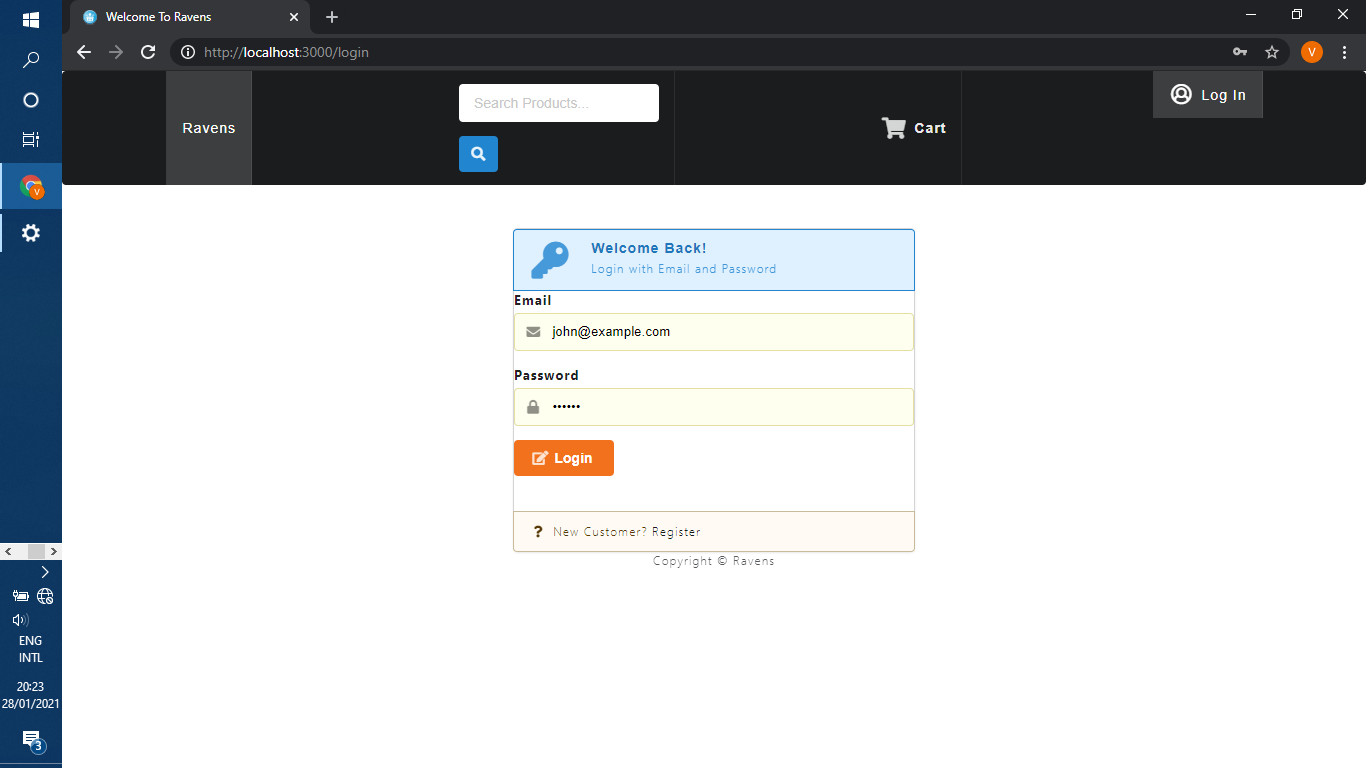 Welcome To Ravens
http://localhost:3000/login
V
Ravens
Search Products...
Cart
Log In
Welcome Back!
Login with Email and Password
Email
john@example.com
Password
••••••
Login
? New Customer? Register
Copyright © Ravens
V
ENG
INTL
20:23
28/01/2021
3